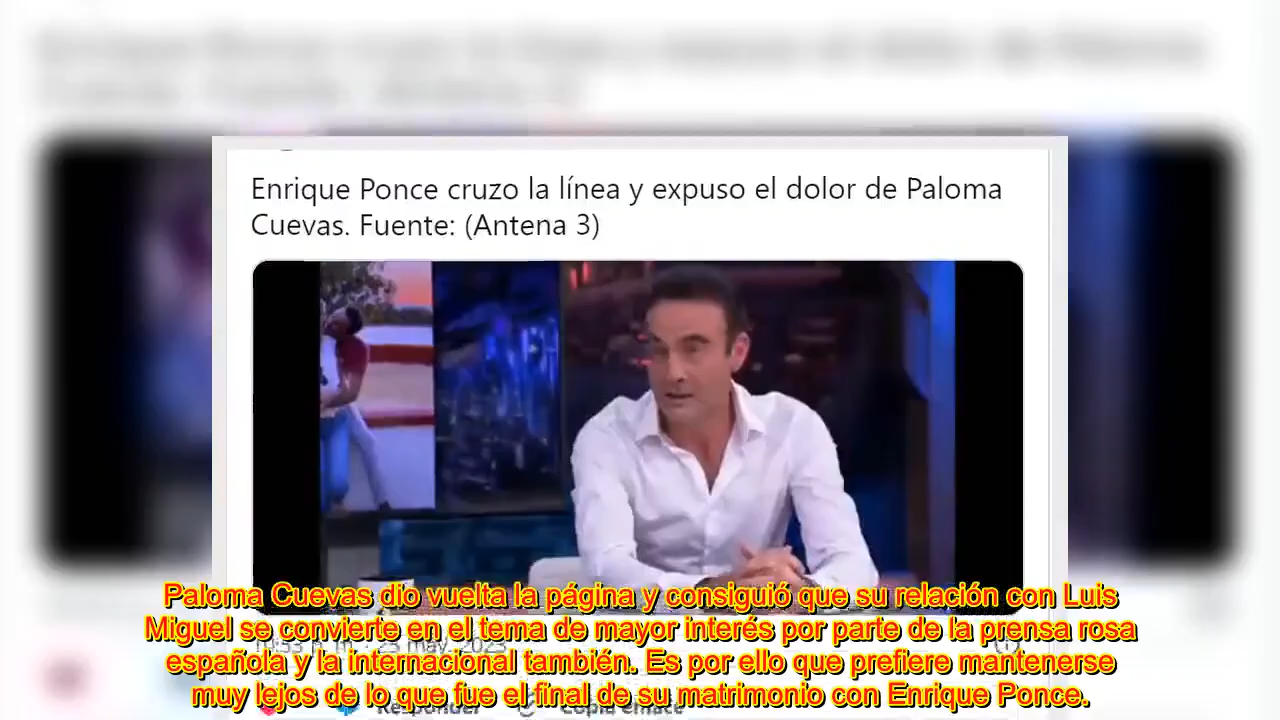 Enrique Ponce cruzo la línea y expuso el dolor de Paloma
Cuevas. Fuente: (Antena 3)
Paloma Cuevas dio vuelta la página y consiguió que su relación con Luis
Miguel se convierte en el tema de mayor interés por parte de la prensa rosa
española y la internacional también. Es por ello que prefiere mantenerse
muy lejos de lo que fue el final de su matrimonio con Enrique Ponce.
Responder
Copia enlace